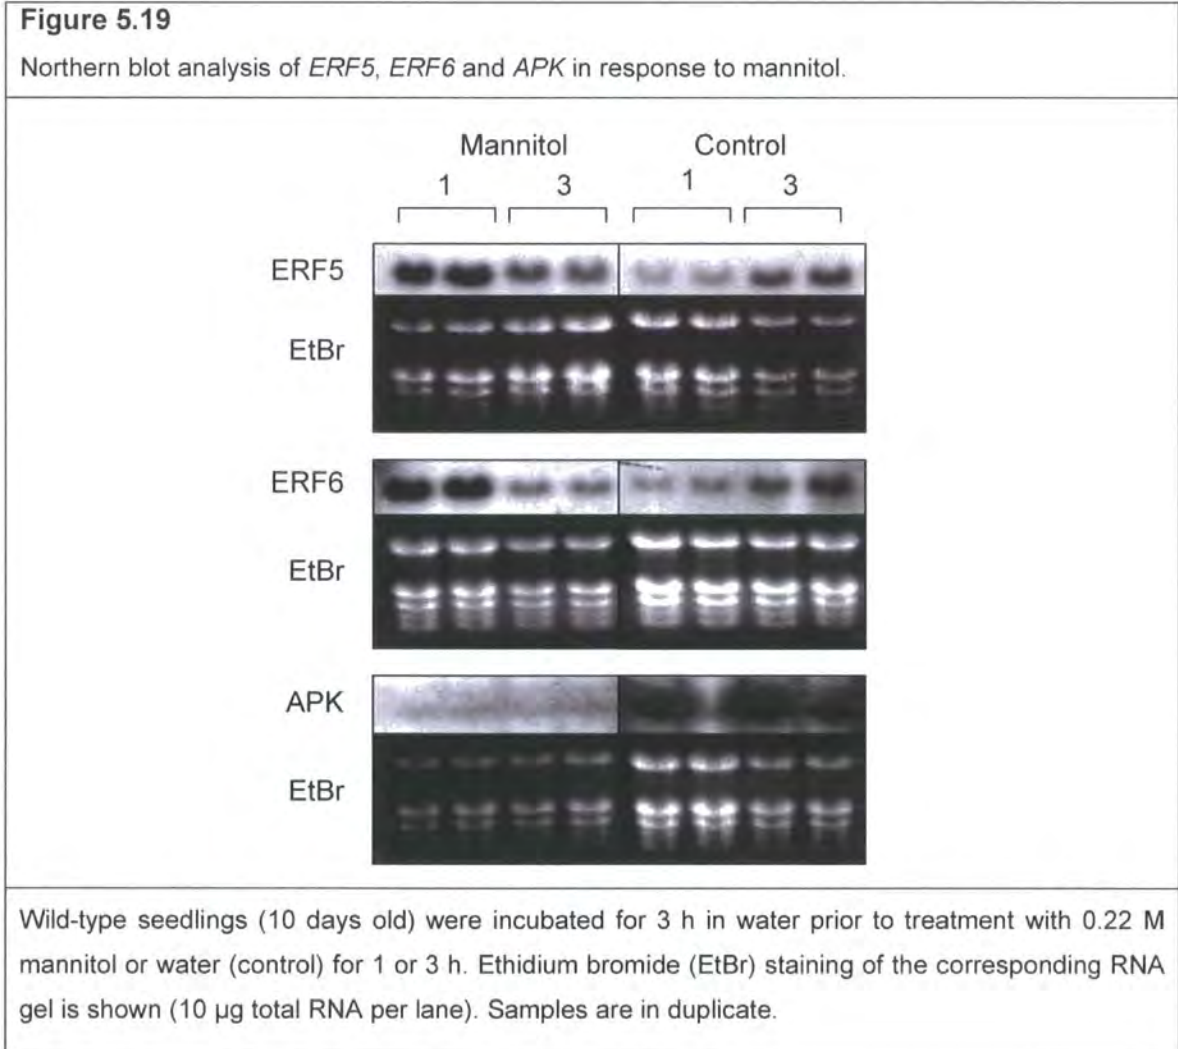 Figure 5.19
Northern blot analysis of ERF5, ERF6 and APK in response to mannitol.
Mannitol Control
1 3 1 3
ERF5
EtBr
ERF6
EtBr
APK
EtBr
Wild-type seedlings (10 days old) were incubated for 3 h in water prior to treatment with 0.22 M
mannitol or water (control) for 1 or 3 h. Ethidium bromide (EtBr) staining of the corresponding RNA
gel is shown (10 µg total RNA per lane). Samples are in duplicate.